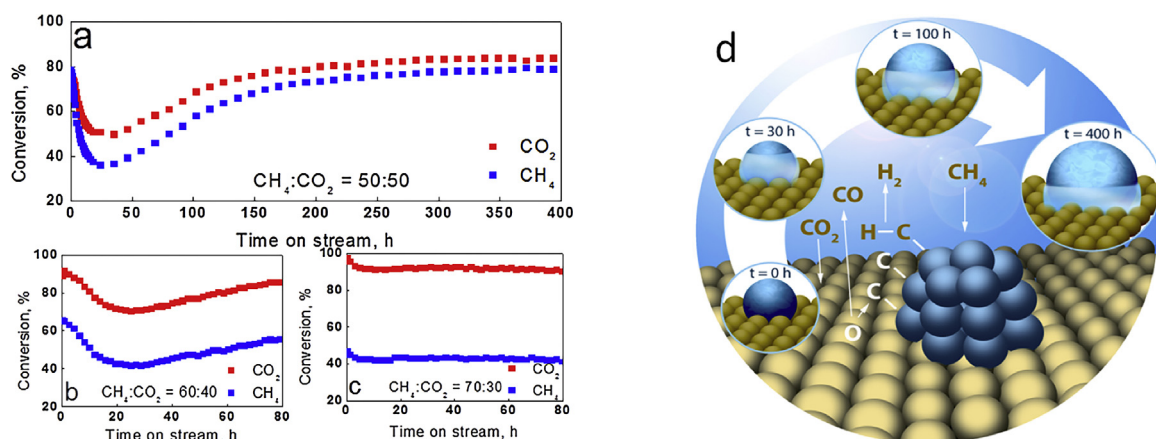 a
Conversion, %
100
80
60
40
20
CO₂
CH₄
CH₄:CO₂ = 50:50
0 50 100 150 200 250 300 350 400
Time on stream, h
b
Conversion, %
100
80
60
40
20
CO₂
CH₄
CH₄:CO₂ = 60:40
0 20 40 60 80
Time on stream, h
c
100
80
60
40
20
CO₂
CH₄
CH₄:CO₂ = 70:30
0 20 40 60 80
Time on stream, h
d
t = 100 h
t = 30 h
t = 400 h
t = 0 h
H₂
CH₄
CO
CO₂
H – C
C
C
O